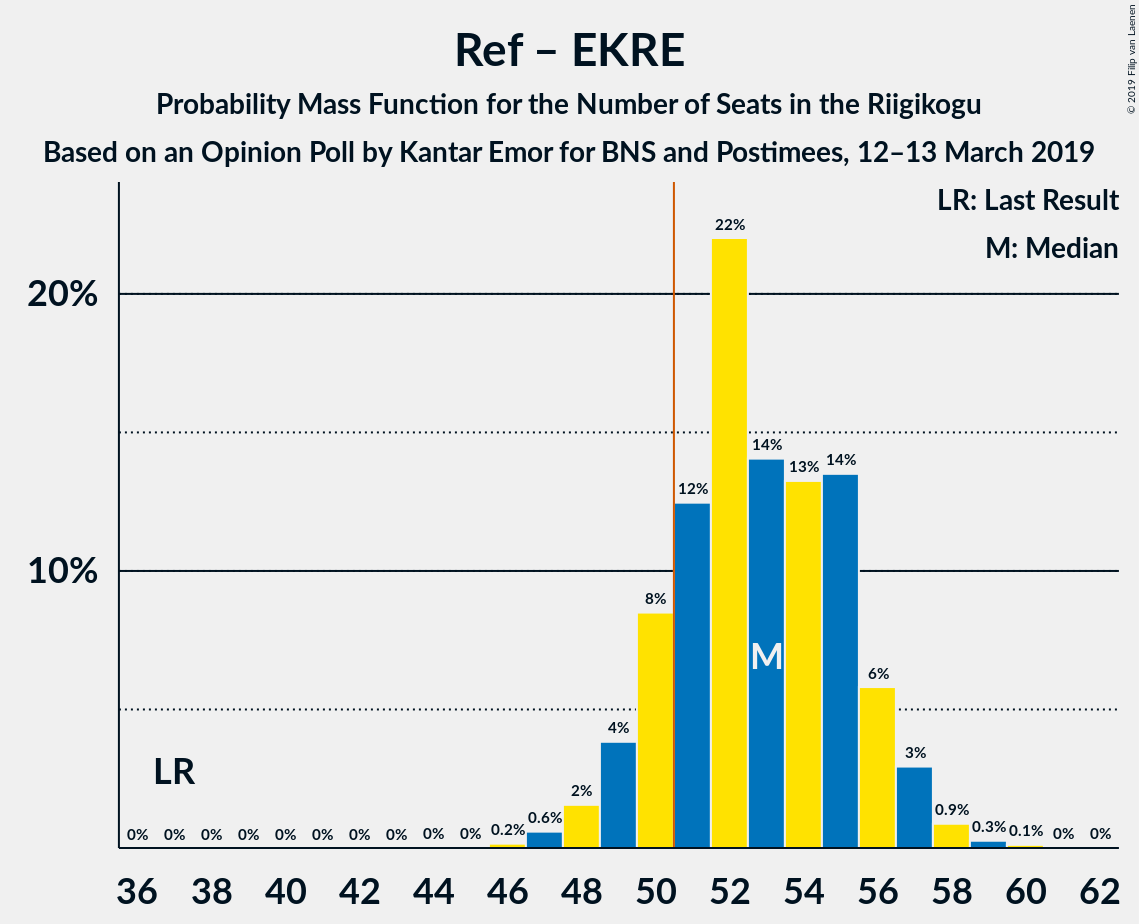 Ref – EKRE
Probability Mass Function for the Number of Seats in the Riigikogu
Based on an Opinion Poll by Kantar Emor for BNS and Postimees, 12–13 March 2019
© 2019 Filip van Laenen
LR: Last Result
M: Median
20%
10%
22%
14%
13%
14%
12%
8%
6%
4%
3%
2%
0.9%
0.6%
0.3%
0.2%
0.1%
0% 0% 0% 0% 0% 0% 0% 0% 0% 0% 0% 0%
LR
M
36 38 40 42 44 46 48 50 52 54 56 58 60 62